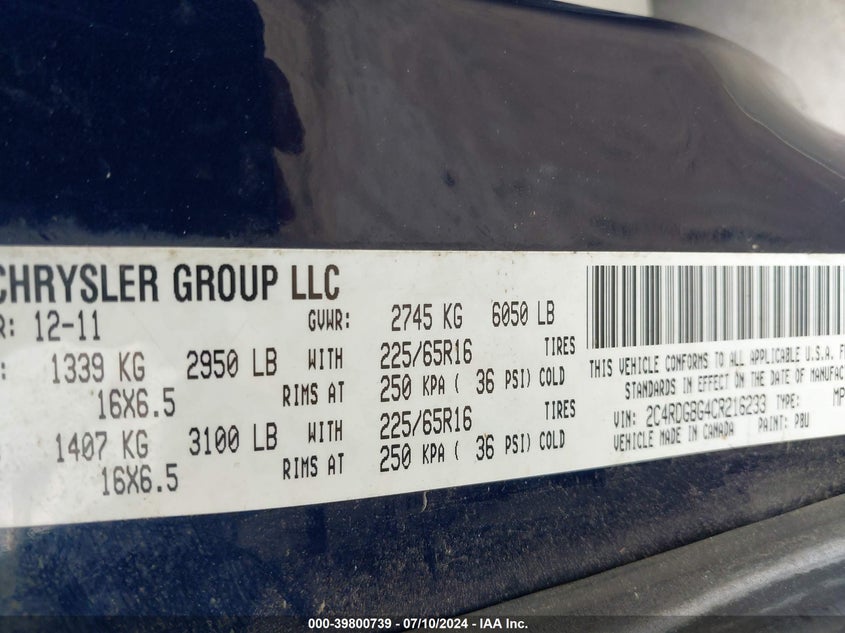 CHRYSLER GROUP LLC
R: 12-11 GVWR: 2745 KG 6050 LB
: 1339 KG 2950 LB WITH 225/65R16 TIRES
16X6.5 RIMS AT 250 KPA ( 36 PSI) COLD
1407 KG 3100 LB WITH 225/65R16 TIRES
16X6.5 RIMS AT 250 KPA ( 36 PSI) COLD
THIS VEHICLE CONFORMS TO ALL APPLICABLE U.S.A. F
STANDARDS IN EFFECT ON THE DATE OF MANUFACT
VIN: 2C4RDGBG4CR216233 TYPE: MP
VEHICLE MADE IN CANADA PAINT: PBU
000-39800739 / 07/10/2024 - IAA Inc.